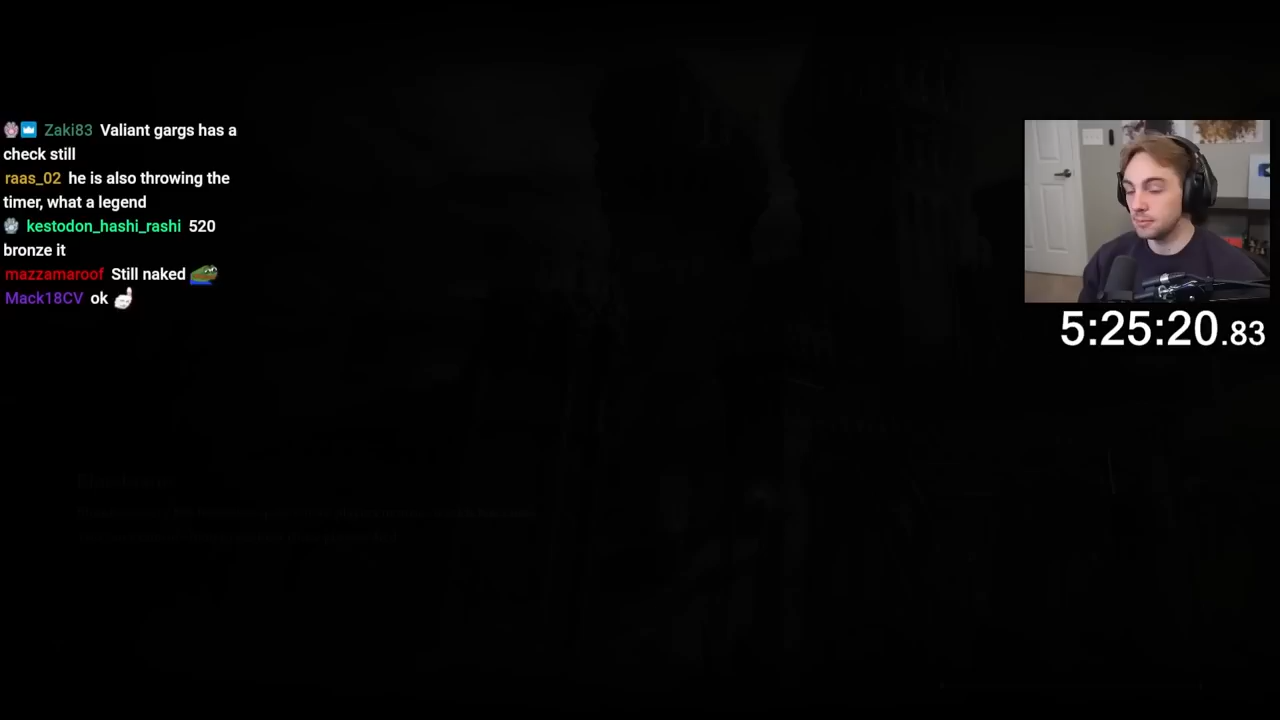 Zaki83 Valiant gargs has a
check still
raas_02 he is also throwing the
timer, what a legend
kestodon_hashi_rashi 520
bronze it
mazzamaroof Still naked
Mack18CV ok
5:25:20.83